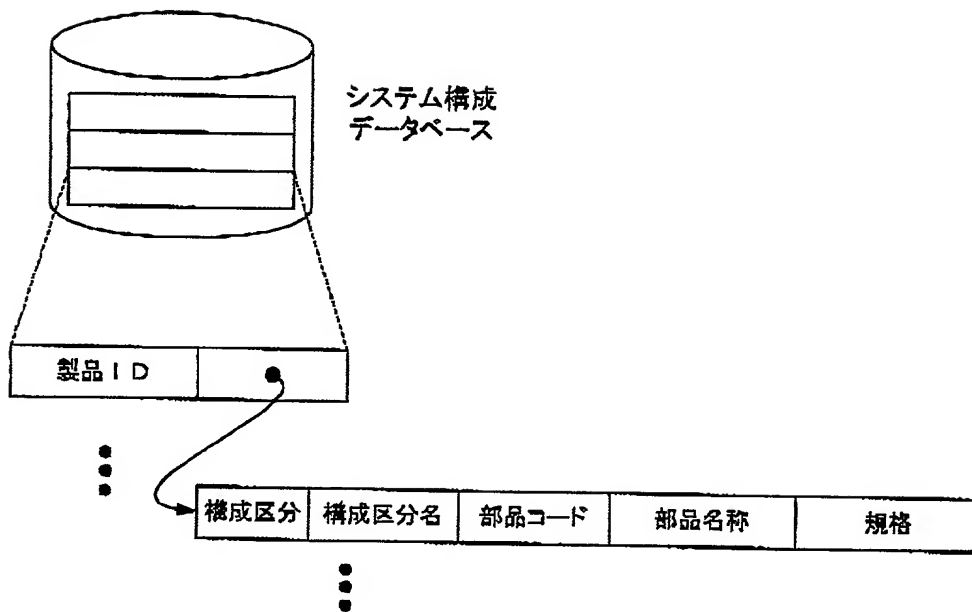 システム構成
データベース
製品ID
構成区分
構成区分名
部品コード
部品名称
規格